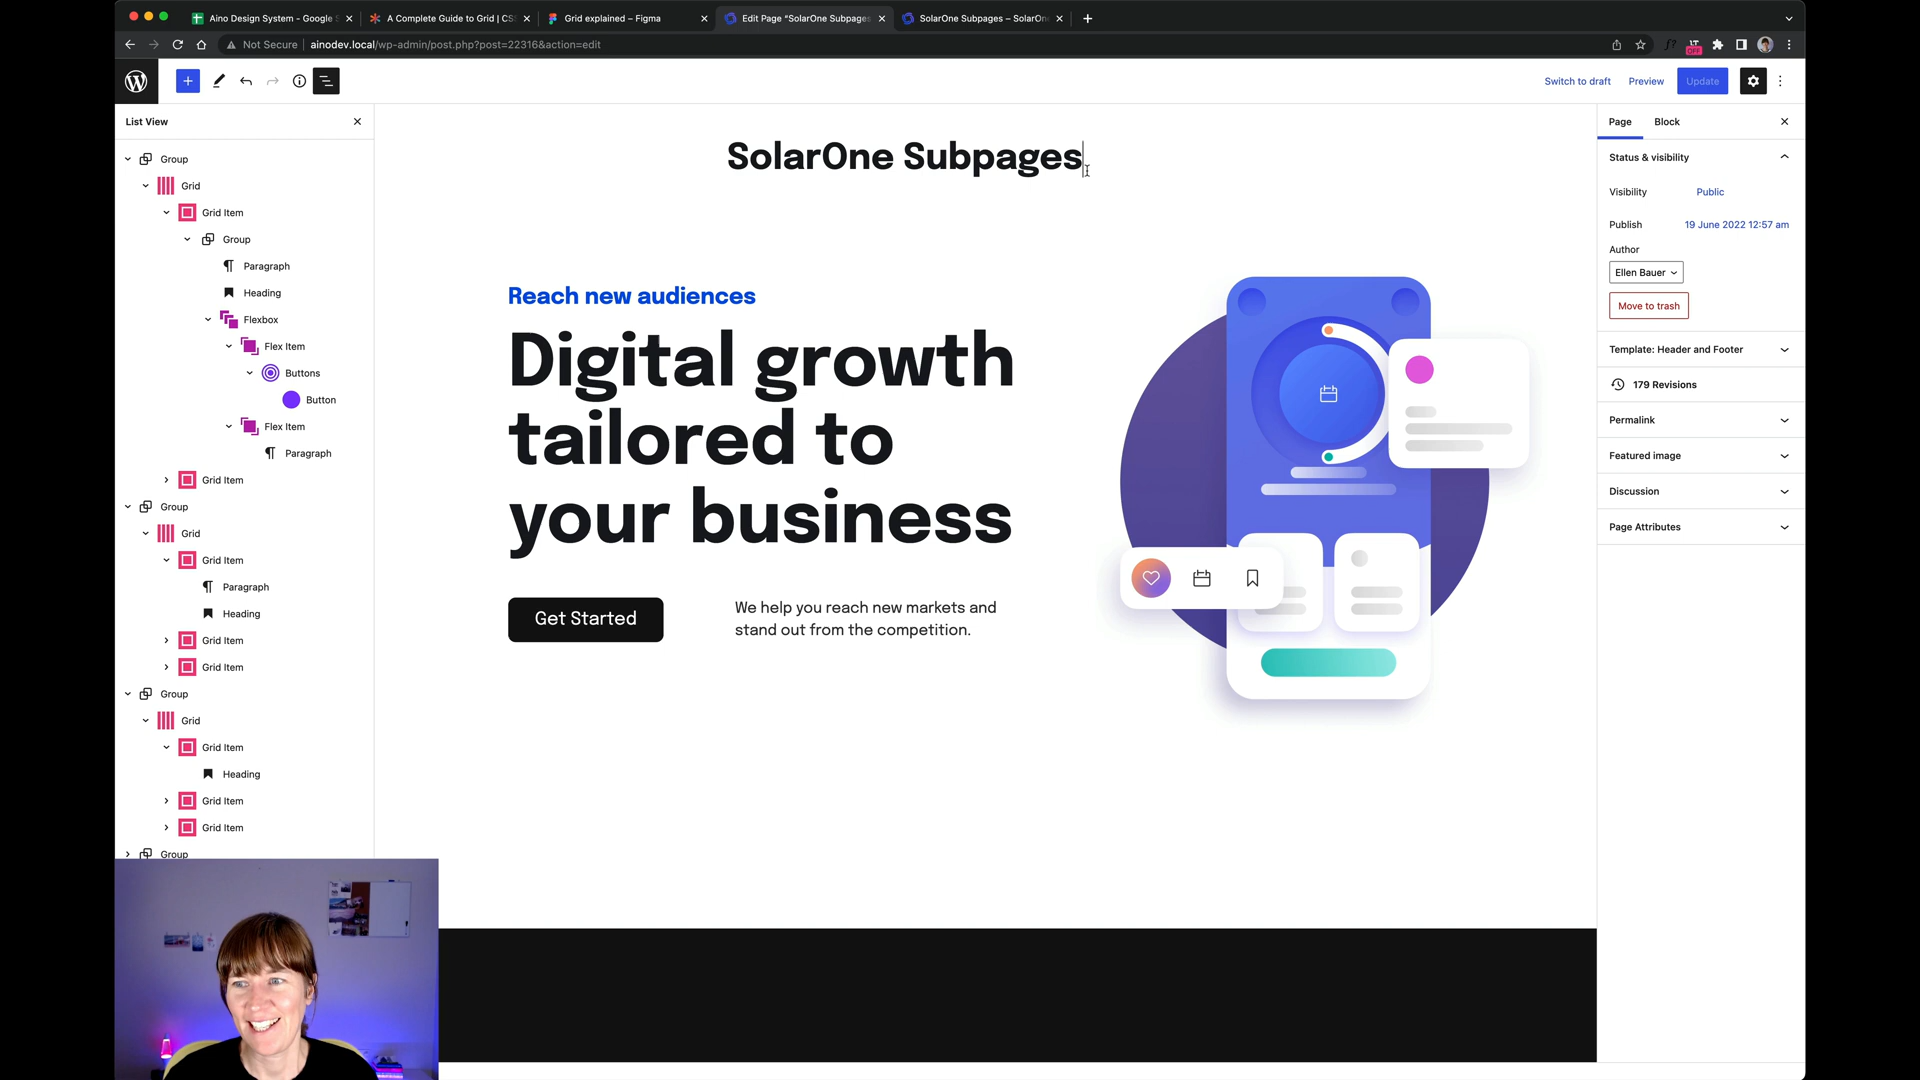 Aino Design System - Google S
A Complete Guide to Grid | CS
Grid explained – Figma
Edit Page “SolarOne Subpages
SolarOne Subpages – SolarOn
Not Secure
ainodev.local/wp-admin/post.php?post=22316&action=edit
OFF
Switch to draft
Preview
Update
List View
Group
Grid
Grid Item
Group
Paragraph
Heading
Flexbox
Flex Item
Buttons
Button
Flex Item
Paragraph
Grid Item
Group
Grid
Grid Item
Paragraph
Heading
Grid Item
Grid Item
Group
Grid
Grid Item
Heading
Grid Item
Grid Item
Group
SolarOne Subpages
Reach new audiences
Digital growth
tailored to
your business
Get Started
We help you reach new markets and
stand out from the competition.
Page
Block
Status & visibility
Visibility
Public
Publish
19 June 2022 12:57 am
Author
Ellen Bauer
Move to trash
Template: Header and Footer
179 Revisions
Permalink
Featured image
Discussion
Page Attributes